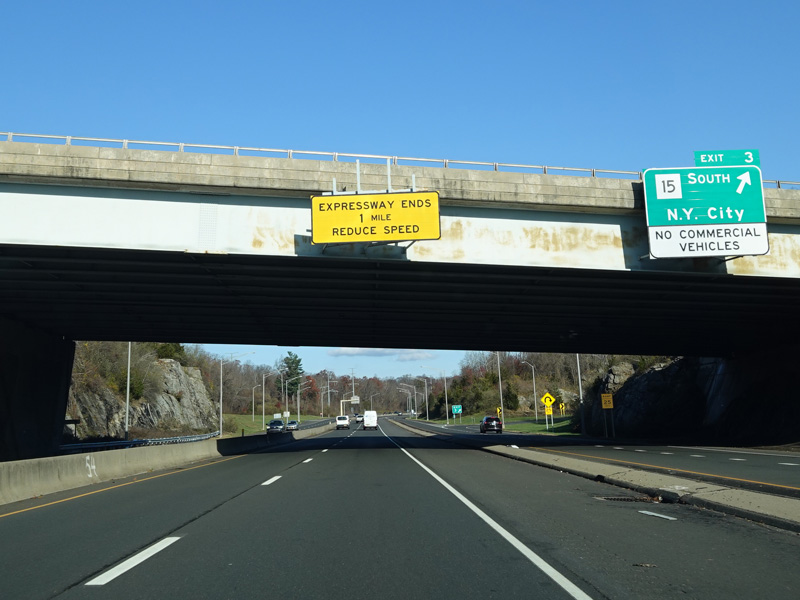 EXPRESSWAY ENDS
1 MILE
REDUCE SPEED
EXIT 3
15 SOUTH
N.Y. City
NO COMMERCIAL
VEHICLES